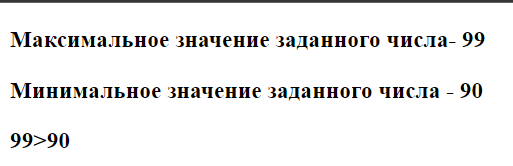 Максимальное значение заданного числа- 99
Минимальное значение заданного числа - 90
99>90